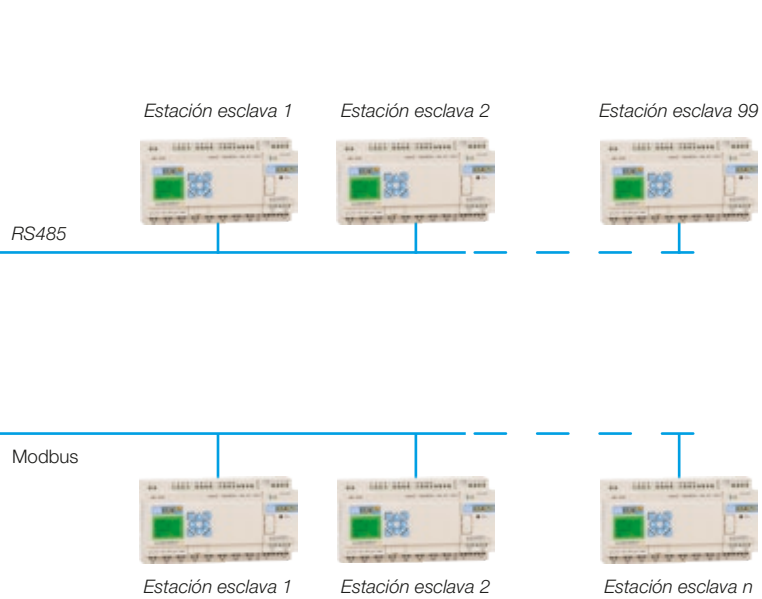 Estación esclava 1
Estación esclava 2
Estación esclava 99
RS485
Modbus
Estación esclava 1
Estación esclava 2
Estación esclava n